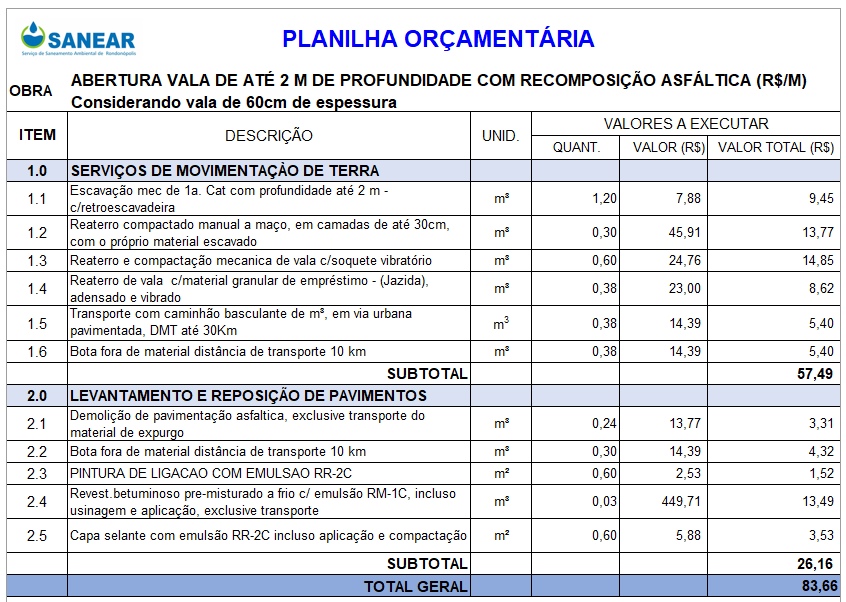 SANEAR
Serviço de Saneamento Ambiental de Rondonópolis
PLANILHA ORÇAMENTÁRIA
OBRA
ABERTURA VALA DE ATÉ 2 M DE PROFUNDIDADE COM RECOMPOSIÇÃO ASFÁLTICA (R$/M)
Considerando vala de 60cm de espessura
ITEM DESCRIÇÃO UNID. VALORES A EXECUTAR
QUANT. VALOR (R$) VALOR TOTAL (R$)
1.0 SERVIÇOS DE MOVIMENTAÇÀO DE TERRA
1.1 Escavação mec de 1a. Cat com profundidade até 2 m -
c/retroescavadeira m³ 1,20 7,88 9,45
1.2 Reaterro compactado manual a maço, em camadas de até 30cm,
com o próprio material escavado m³ 0,30 45,91 13,77
1.3 Reaterro e compactação mecanica de vala c/soquete vibratório m³ 0,60 24,76 14,85
1.4 Reaterro de vala c/material granular de empréstimo - (Jazida),
adensado e vibrado m³ 0,38 23,00 8,62
1.5 Transporte com caminhão basculante de m³, em via urbana
pavimentada, DMT até 30Km m³ 0,38 14,39 5,40
1.6 Bota fora de material distância de transporte 10 km m³ 0,38 14,39 5,40
SUBTOTAL 57,49
2.0 LEVANTAMENTO E REPOSIÇÃO DE PAVIMENTOS
2.1 Demolição de pavimentação asfaltica, exclusive transporte do
material de expurgo m³ 0,24 13,77 3,31
2.2 Bota fora de material distância de transporte 10 km m³ 0,30 14,39 4,32
2.3 PINTURA DE LIGACAO COM EMULSAO RR-2C m² 0,60 2,53 1,52
2.4 Revest.betuminoso pre-misturado a frio c/ emulsão RM-1C, incluso
usinagem e aplicação, exclusive transporte m³ 0,03 449,71 13,49
2.5 Capa selante com emulsão RR-2C incluso aplicação e compactação m² 0,60 5,88 3,53
SUBTOTAL 26,16
TOTAL GERAL 83,66